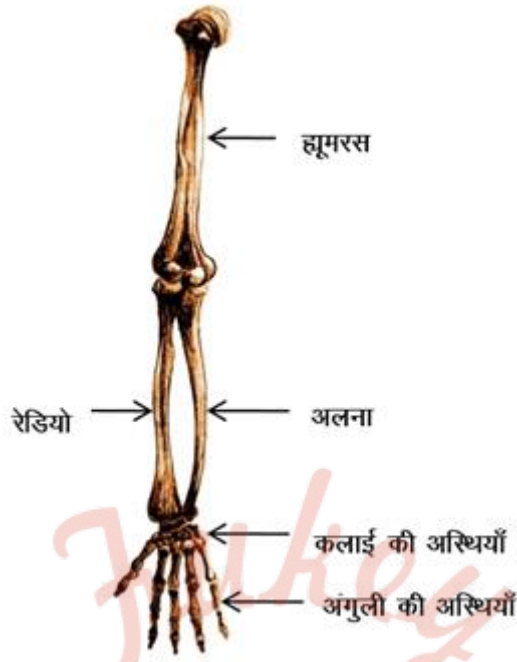 ह्यूमरस
रेडियो
अलना
कलाई की अस्थियाँ
अंगुली की अस्थियाँ